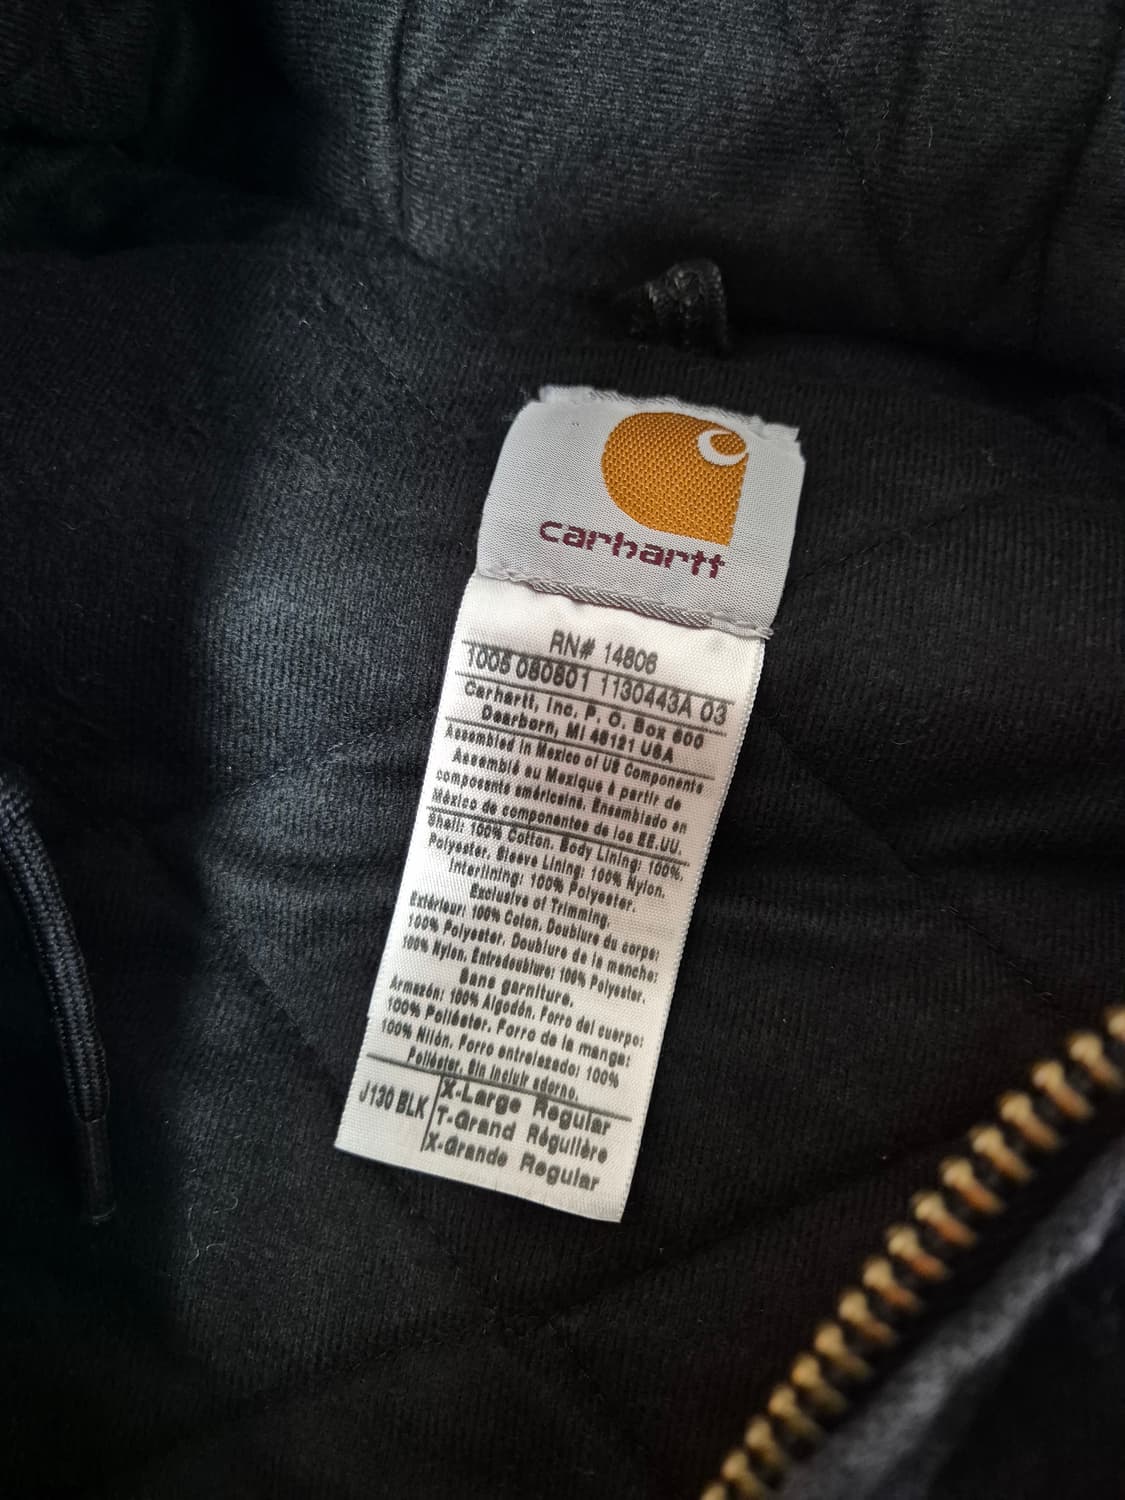 carhartt
RN# 14806
1005 080801 1130443A 03
Carhartt, Inc. P. O. Box 600
Dearborn, MI 48121 USA
Assembled in Mexico of US Components
Assemblé au Mexique à partir de
composants américains. Ensamblado en
México de componentes de los EE.UU.
Shell: 100% Cotton. Body Lining: 100%
Polyester. Sleeve Lining: 100% Nylon.
Interlining: 100% Polyester.
Exclusive of Trimming.
Extérieur: 100% Coton. Doublure du corps:
100% Polyester. Doublure de la manche:
100% Nylon. Entredoublure: 100% Polyester.
Sans garniture.
Armazón: 100% Algodón. Forro del cuerpo:
100% Poliéster. Forro de la manga:
100% Nilón. Forro entrelazado: 100%
Poliéster. Sin incluir adorno.
J130 BLK
X-Large Regular
T-Grand Régulière
X-Grande Regular